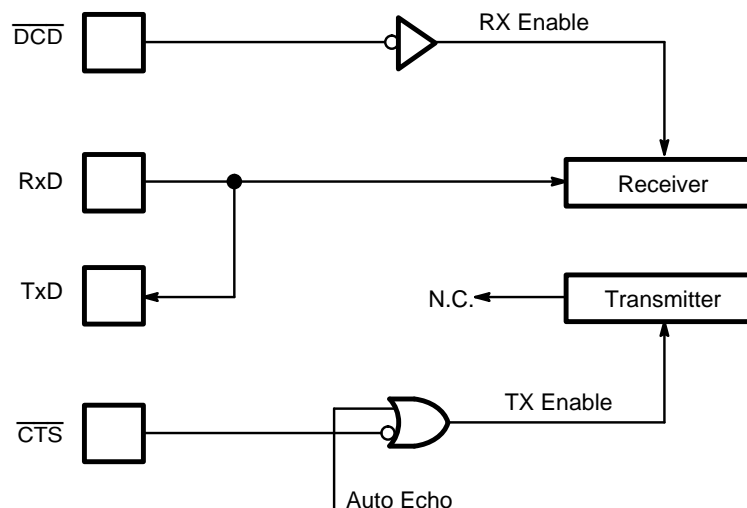 DCD
RX Enable
RxD
Receiver
TxD
N.C.
Transmitter
CTS
TX Enable
Auto Echo